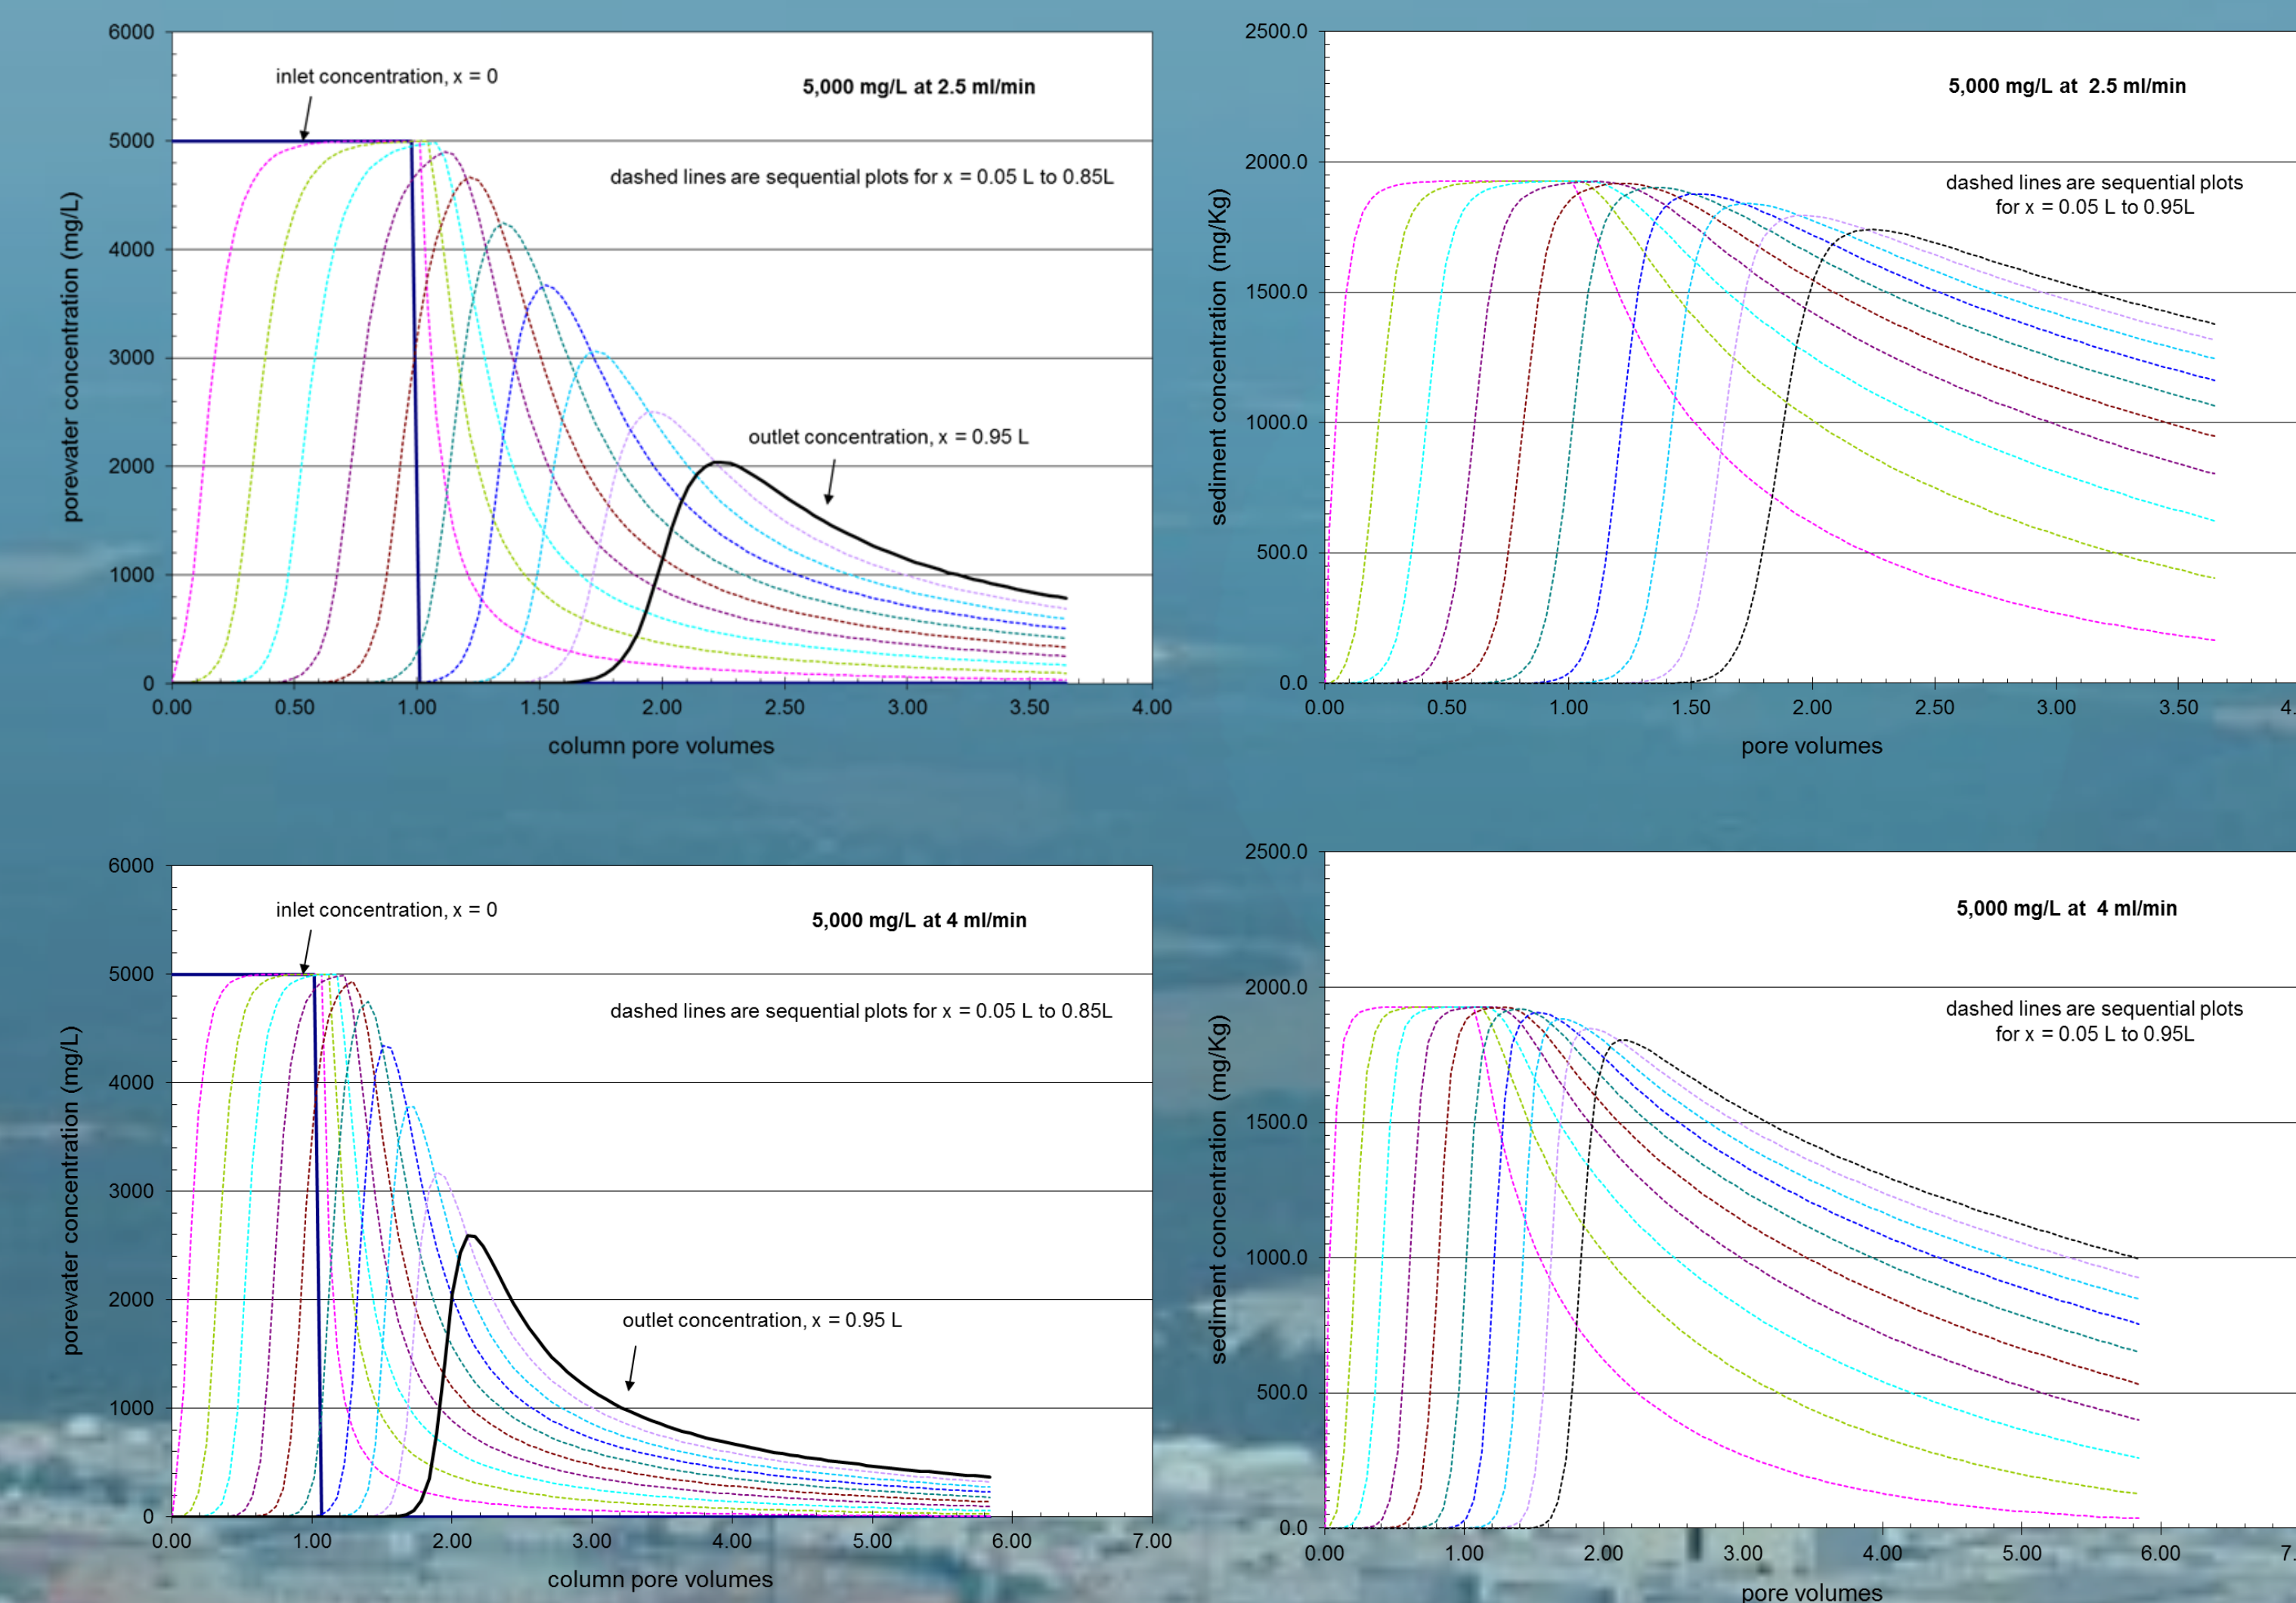 6000
5000
4000
3000
2000
1000
0
porewater concentration (mg/L)
inlet concentration, x = 0
5,000 mg/L at 2.5 ml/min
dashed lines are sequential plots for x = 0.05 L to 0.85L
outlet concentration, x = 0.95 L
0.00 0.50 1.00 1.50 2.00 2.50 3.00 3.50 4.00
column pore volumes
2500.0
2000.0
1500.0
1000.0
500.0
0.0
sediment concentration (mg/Kg)
5,000 mg/L at 2.5 ml/min
dashed lines are sequential plots
for x = 0.05 L to 0.95L
0.00 0.50 1.00 1.50 2.00 2.50 3.00 3.50 4.
pore volumes
6000
5000
4000
3000
2000
1000
0
porewater concentration (mg/L)
inlet concentration, x = 0
5,000 mg/L at 4 ml/min
dashed lines are sequential plots for x = 0.05 L to 0.85L
outlet concentration, x = 0.95 L
0.00 1.00 2.00 3.00 4.00 5.00 6.00 7.00
column pore volumes
2500.0
2000.0
1500.0
1000.0
500.0
0.0
sediment concentration (mg/Kg)
5,000 mg/L at 4 ml/min
dashed lines are sequential plots
for x = 0.05 L to 0.95L
0.00 1.00 2.00 3.00 4.00 5.00 6.00 7.
pore volumes